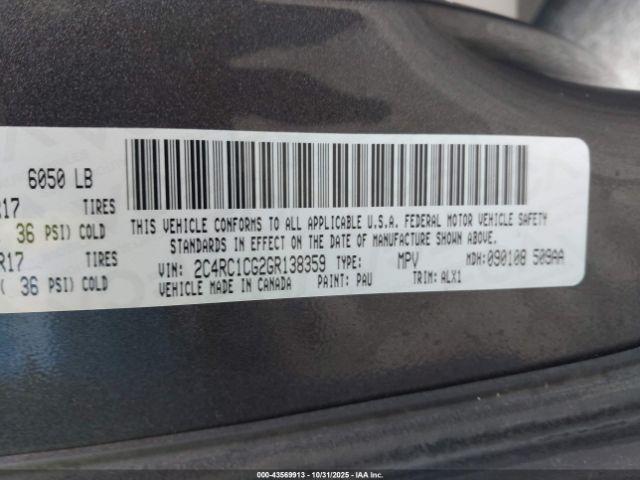 6050 LB
R17 TIRES
( 36 PSI) COLD
R17 TIRES
( 36 PSI) COLD
THIS VEHICLE CONFORMS TO ALL APPLICABLE U.S.A. FEDERAL MOTOR VEHICLE SAFETY
STANDARDS IN EFFECT ON THE DATE OF MANUFACTURE SHOWN ABOVE.
VIN: 2C4RC1CG2GR138359 TYPE: MPV MDH:090108 509AA
VEHICLE MADE IN CANADA PAINT: PAU TRIM: ALX1
000-43569913 - 10/31/2025 - Copart, Inc.